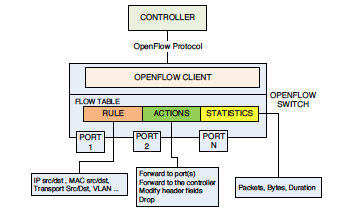 CONTROLLER
OpenFlow Protocol
OPENFLOW CLIENT
OPENFLOW
SWITCH
FLOW TABLE
RULE
ACTIONS
STATISTICS
PORT
1
PORT
2
PORT
N
IP src/dst , MAC src/dst,
Transport Src/Dst, VLAN ...
Forward to port(s)
Forward to the controller
Modify header fields
Drop
Packets, Bytes, Duration